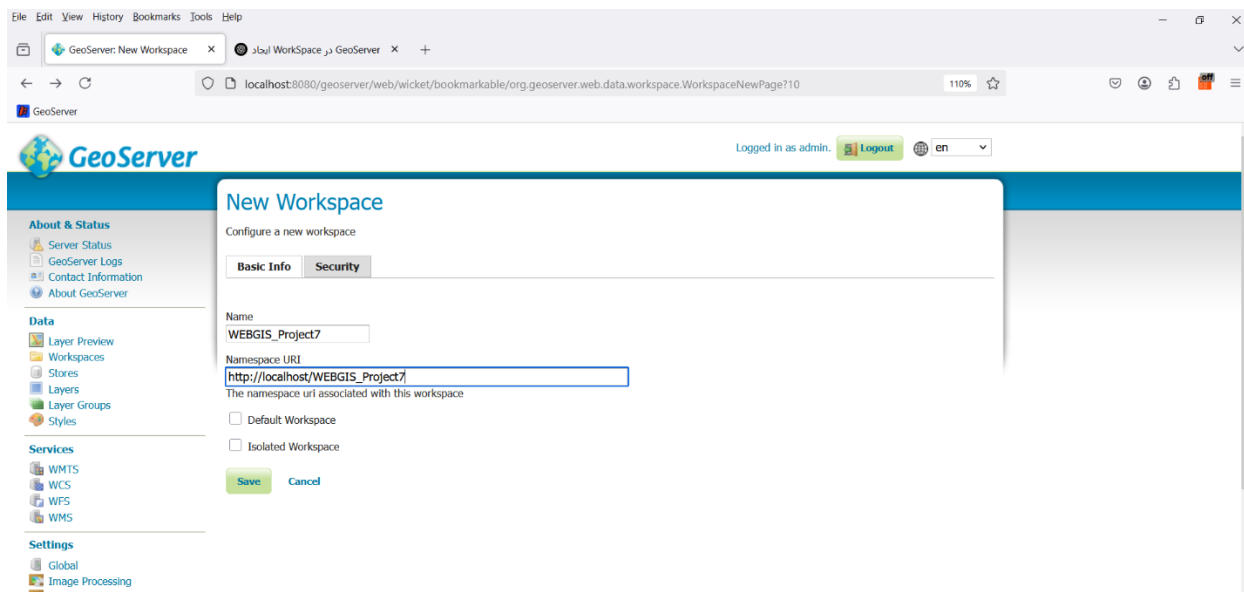 File Edit View History Bookmarks Tools Help
GeoServer: New Workspace
ایجاد WorkSpace در GeoServer
localhost:8080/geoserver/web/wicket/bookmarkable/org.geoserver.web.data.workspace.WorkspaceNewPage?10
110%
off
GeoServer
GeoServer
Logged in as admin.
Logout
en
New Workspace
Configure a new workspace
Basic Info
Security
Name
WEBGIS_Project7
Namespace URI
http://localhost/WEBGIS_Project7
The namespace uri associated with this workspace
Default Workspace
Isolated Workspace
Save
Cancel
About & Status
Server Status
GeoServer Logs
Contact Information
About GeoServer
Data
Layer Preview
Workspaces
Stores
Layers
Layer Groups
Styles
Services
WMTS
WCS
WFS
WMS
Settings
Global
Image Processing